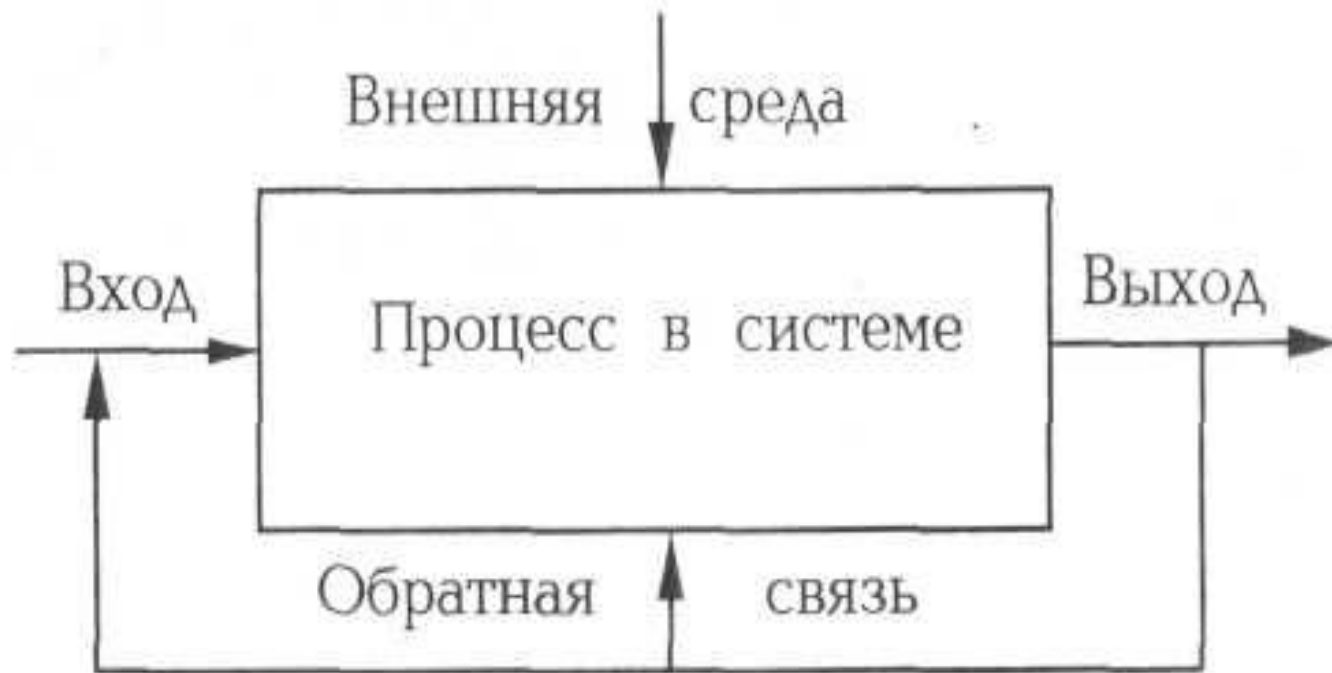 Внешняя среда
Вход
Процесс в системе
Выход
Обратная связь